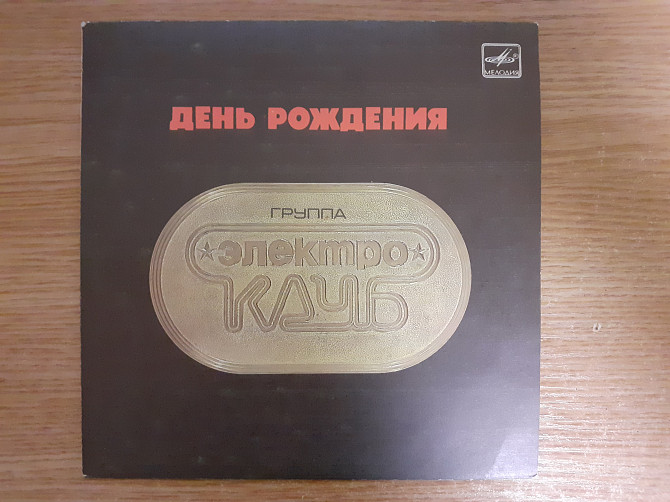 МЕЛОДИЯ
ДЕНЬ РОЖДЕНИЯ
ГРУППА
электро
КЛУБ